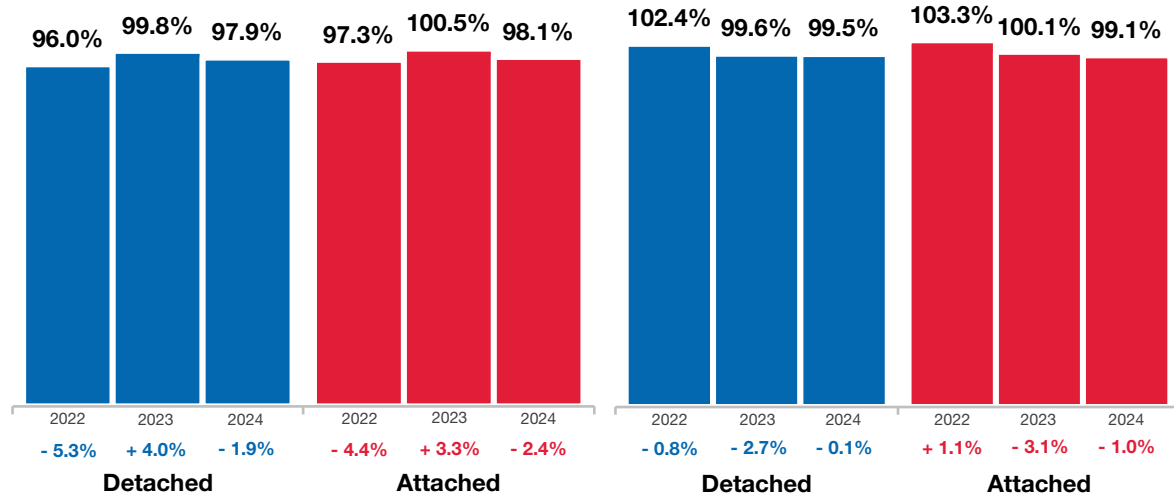 96.0% 99.8% 97.9% 97.3% 100.5% 98.1% 102.4% 99.6% 99.5% 103.3% 100.1% 99.1%
2022 2023 2024 2022 2023 2024 2022 2023 2024 2022 2023 2024
- 5.3% + 4.0% - 1.9% - 4.4% + 3.3% - 2.4% - 0.8% - 2.7% - 0.1% + 1.1% - 3.1% - 1.0%
Detached Attached Detached Attached